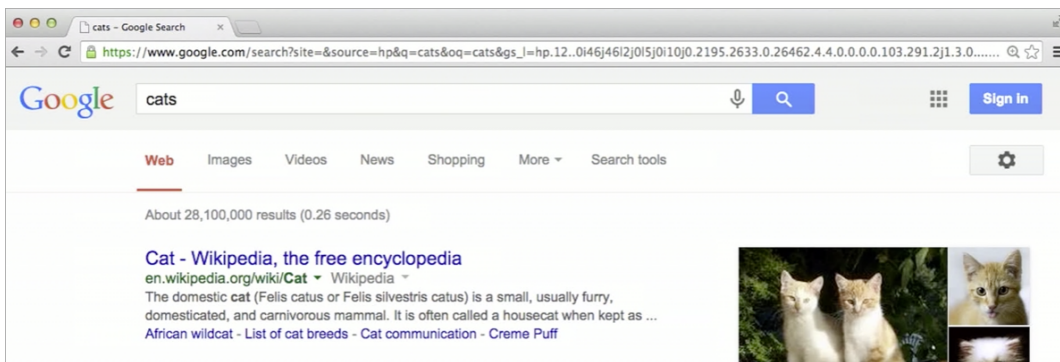 cats - Google Search
https://www.google.com/search?site=&source=hp&q=cats&oq=cats&gs_l=hp.12..0i46j46l2j0l5j0i10j0.2195.2633.0.26462.4.4.0.0.0.0.103.291.2j1.3.0.......
Google cats Sign in
Web Images Videos News Shopping More Search tools
About 28,100,000 results (0.26 seconds)
Cat - Wikipedia, the free encyclopedia
en.wikipedia.org/wiki/Cat Wikipedia
The domestic cat (Felis catus or Felis silvestris catus) is a small, usually furry,
domesticated, and carnivorous mammal. It is often called a housecat when kept as ...
African wildcat - List of cat breeds - Cat communication - Creme Puff